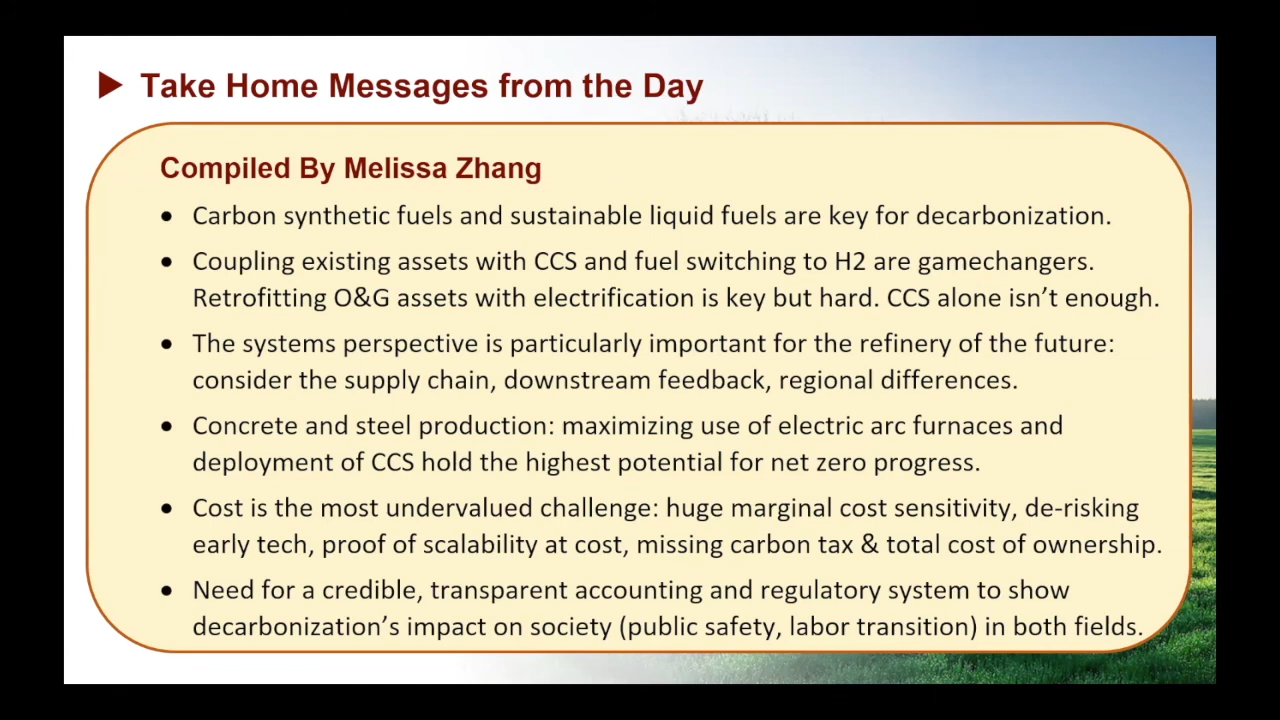 Take Home Messages from the Day
Compiled By Melissa Zhang
• Carbon synthetic fuels and sustainable liquid fuels are key for decarbonization.
• Coupling existing assets with CCS and fuel switching to H2 are gamechangers.
Retrofitting O&G assets with electrification is key but hard. CCS alone isn’t enough.
• The systems perspective is particularly important for the refinery of the future:
consider the supply chain, downstream feedback, regional differences.
• Concrete and steel production: maximizing use of electric arc furnaces and
deployment of CCS hold the highest potential for net zero progress.
• Cost is the most undervalued challenge: huge marginal cost sensitivity, de-risking
early tech, proof of scalability at cost, missing carbon tax & total cost of ownership.
• Need for a credible, transparent accounting and regulatory system to show
decarbonization’s impact on society (public safety, labor transition) in both fields.